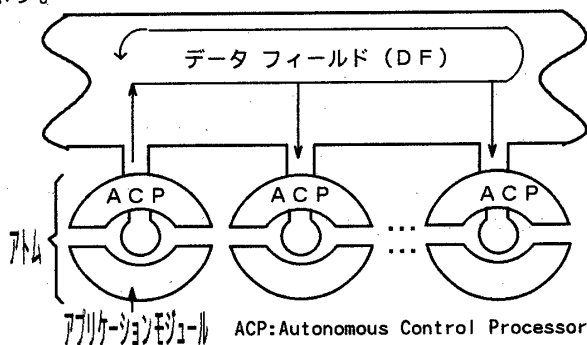 データ フィールド (DF)
ACP
ACP
ACP
アトム
アプリケーションモジュール
ACP:Autonomous Control Processor